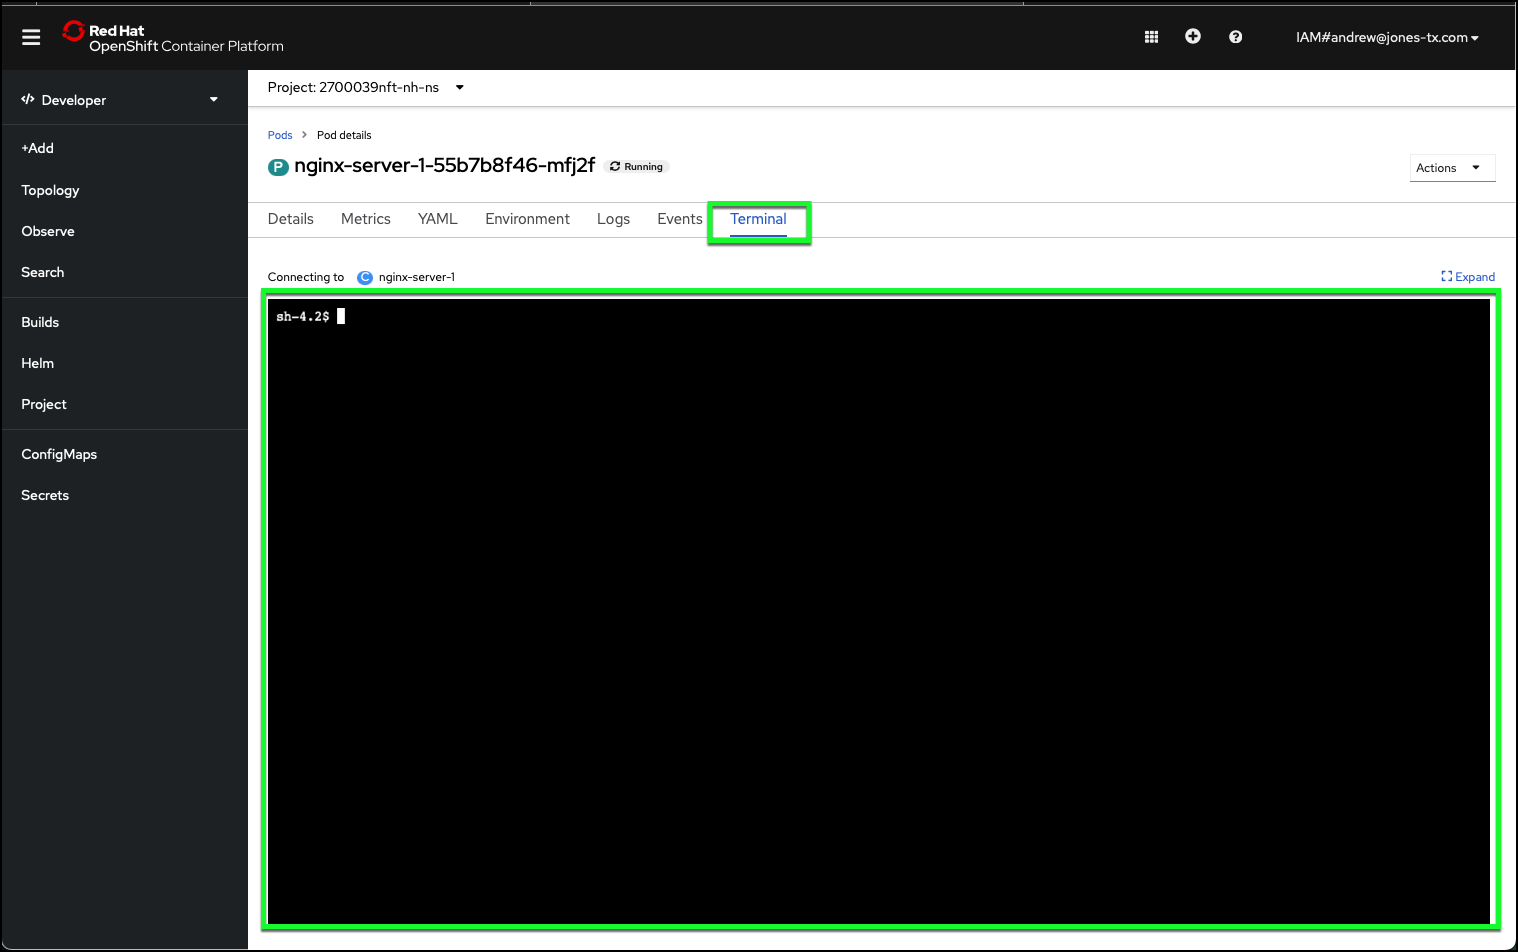 Red Hat
OpenShift Container Platform
IAM#andrew@jones-tx.com
Developer
+Add
Topology
Observe
Search
Builds
Helm
Project
ConfigMaps
Secrets
Project: 2700039nft-nh-ns
Pods > Pod details
P nginx-server-1-55b7b8f46-mfj2f Running
Actions
Details Metrics YAML Environment Logs Events Terminal
Connecting to C nginx-server-1
Expand
sh-4.2$